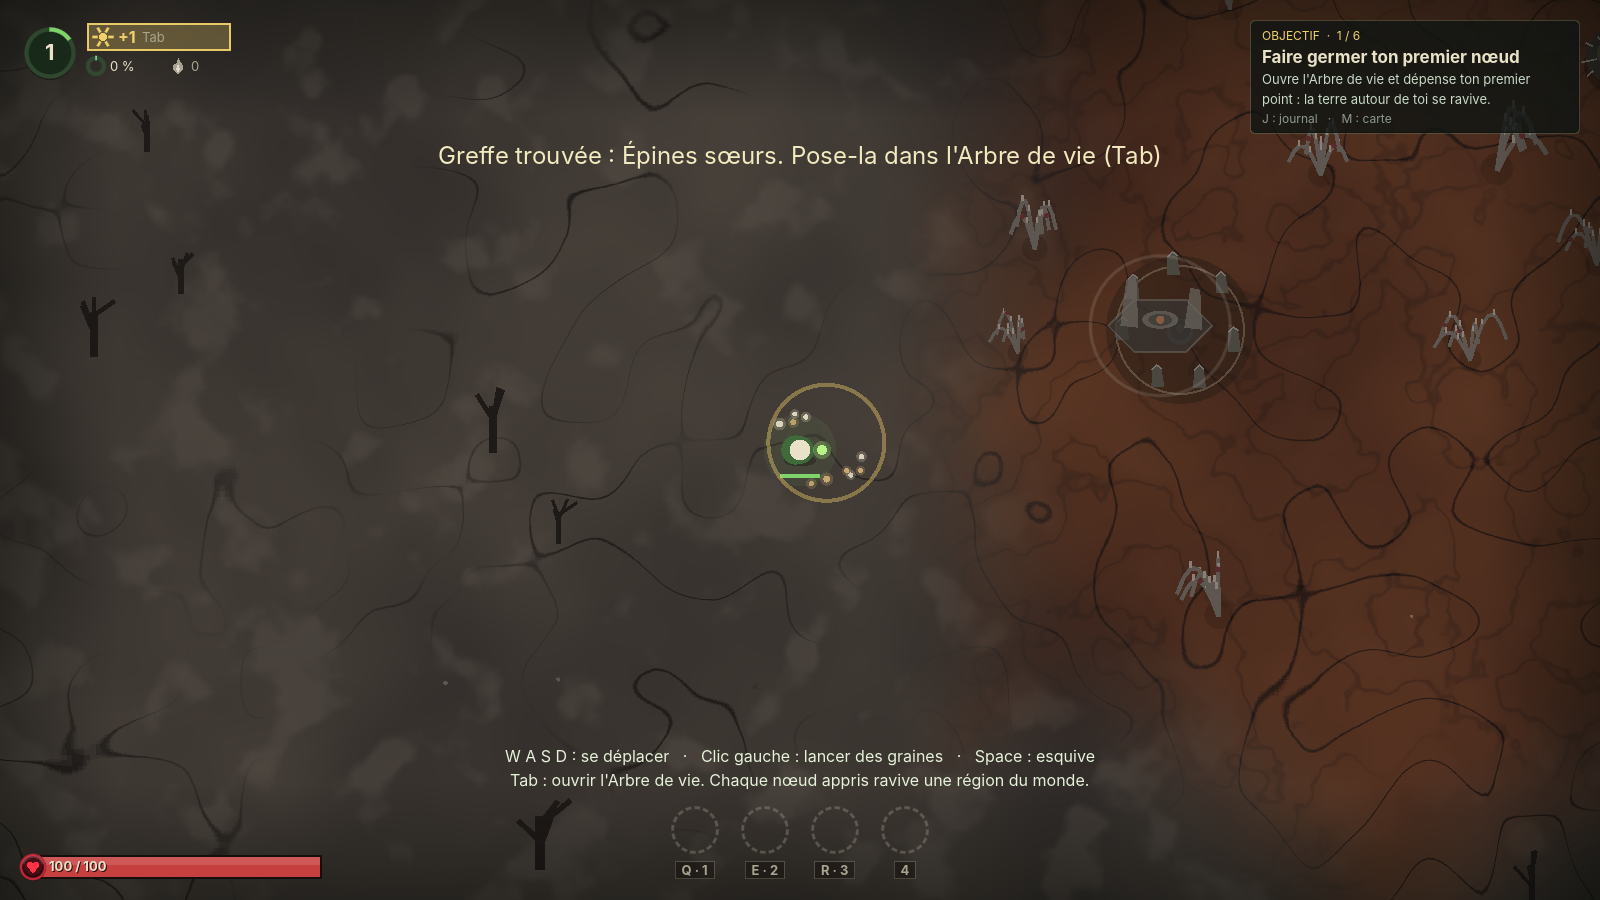 1
+1 Tab
0 %
0
OBJECTIF · 1 / 6
Faire germer ton premier nœud
Ouvre l'Arbre de vie et dépense ton premier
point : la terre autour de toi se ravive.
J : journal · M : carte
Greffe trouvée : Épines sœurs. Pose-la dans l'Arbre de vie (Tab)
W A S D : se déplacer · Clic gauche : lancer des graines · Space : esquive
Tab : ouvrir l'Arbre de vie. Chaque nœud appris ravive une région du monde.
Q · 1
E · 2
R · 3
4
100 / 100